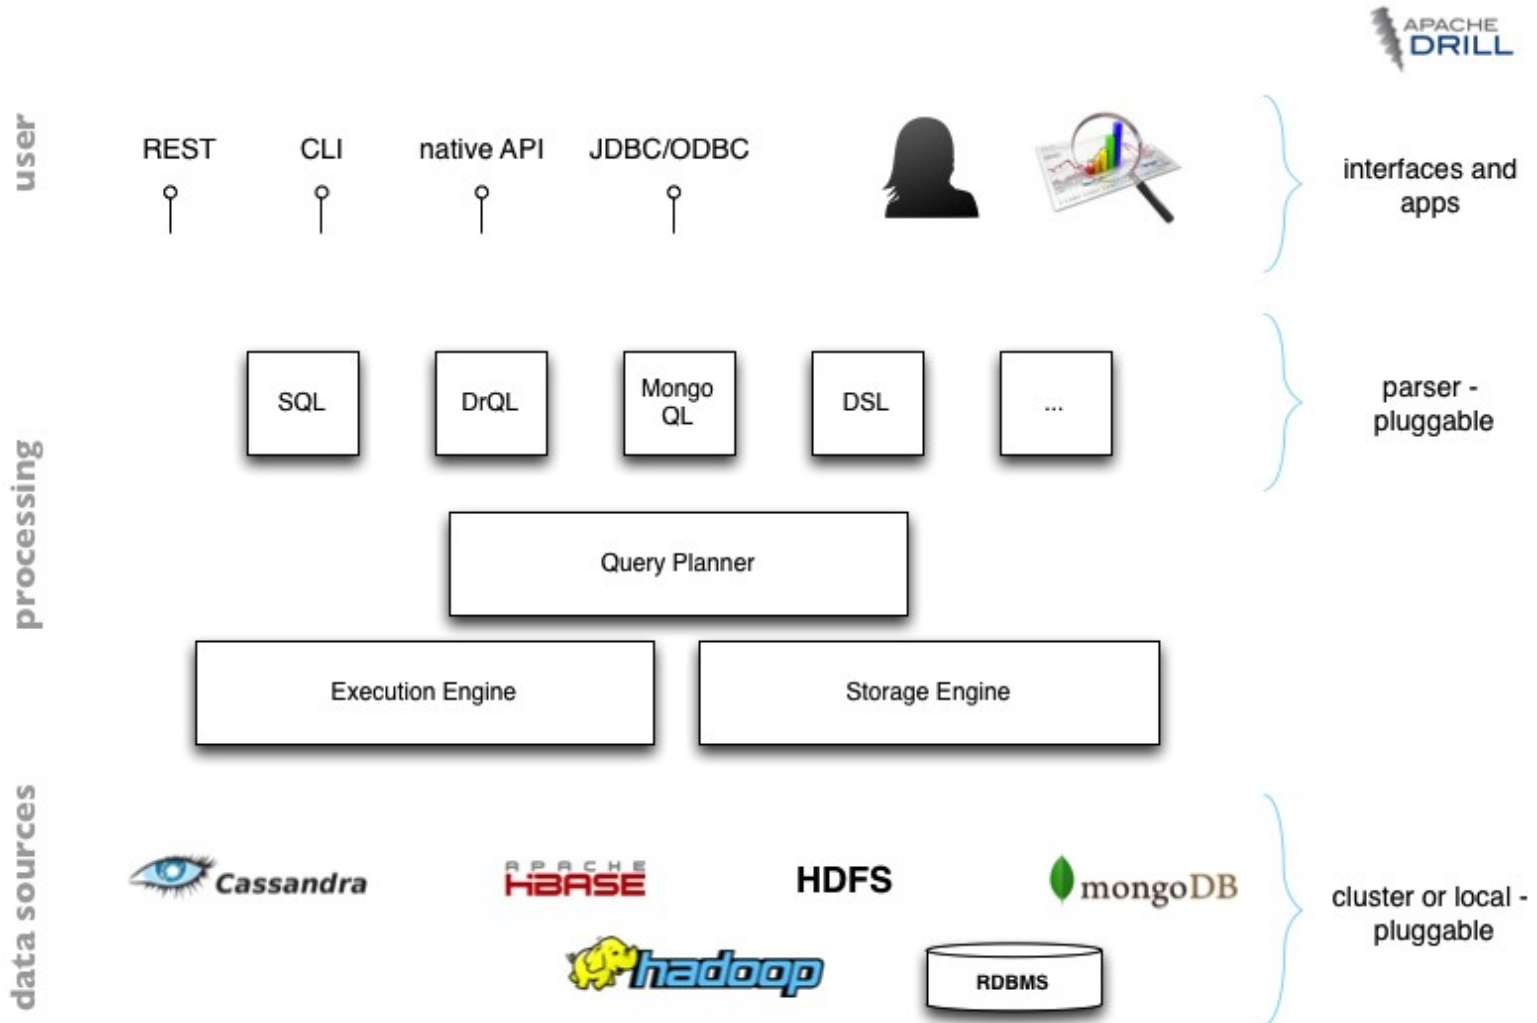 APACHE
DRILL
user
REST
CLI
native API
JDBC/ODBC
interfaces and
apps
processing
SQL
DrQL
Mongo
QL
DSL
...
parser -
pluggable
Query Planner
Execution Engine
Storage Engine
data sources
Cassandra
APACHE
HBASE
HDFS
mongoDB
hadoop
RDBMS
cluster or local -
pluggable